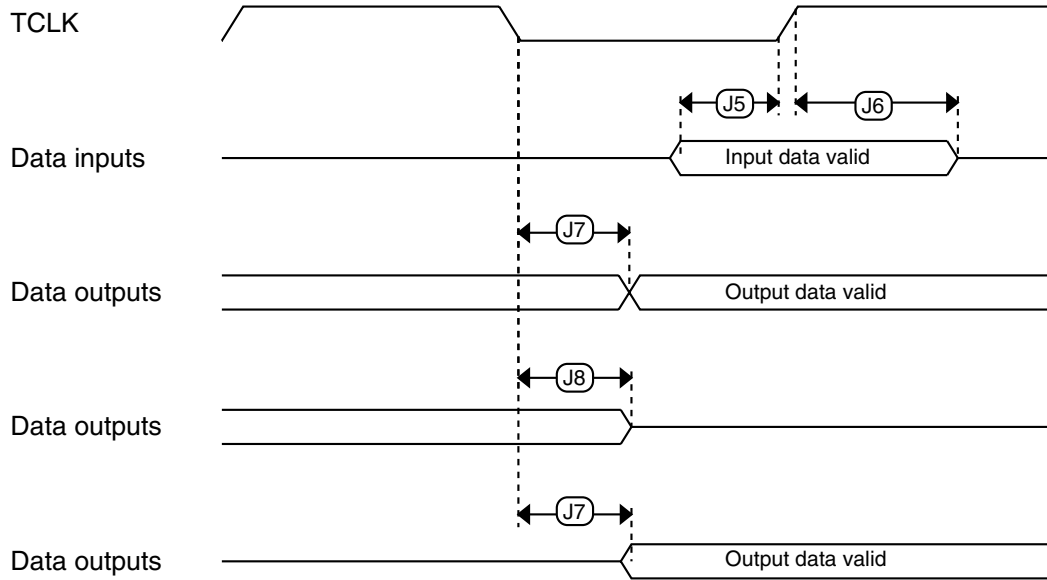 TCLK
J5
J6
Data inputs
Input data valid
J7
Data outputs
Output data valid
J8
Data outputs
J7
Data outputs
Output data valid